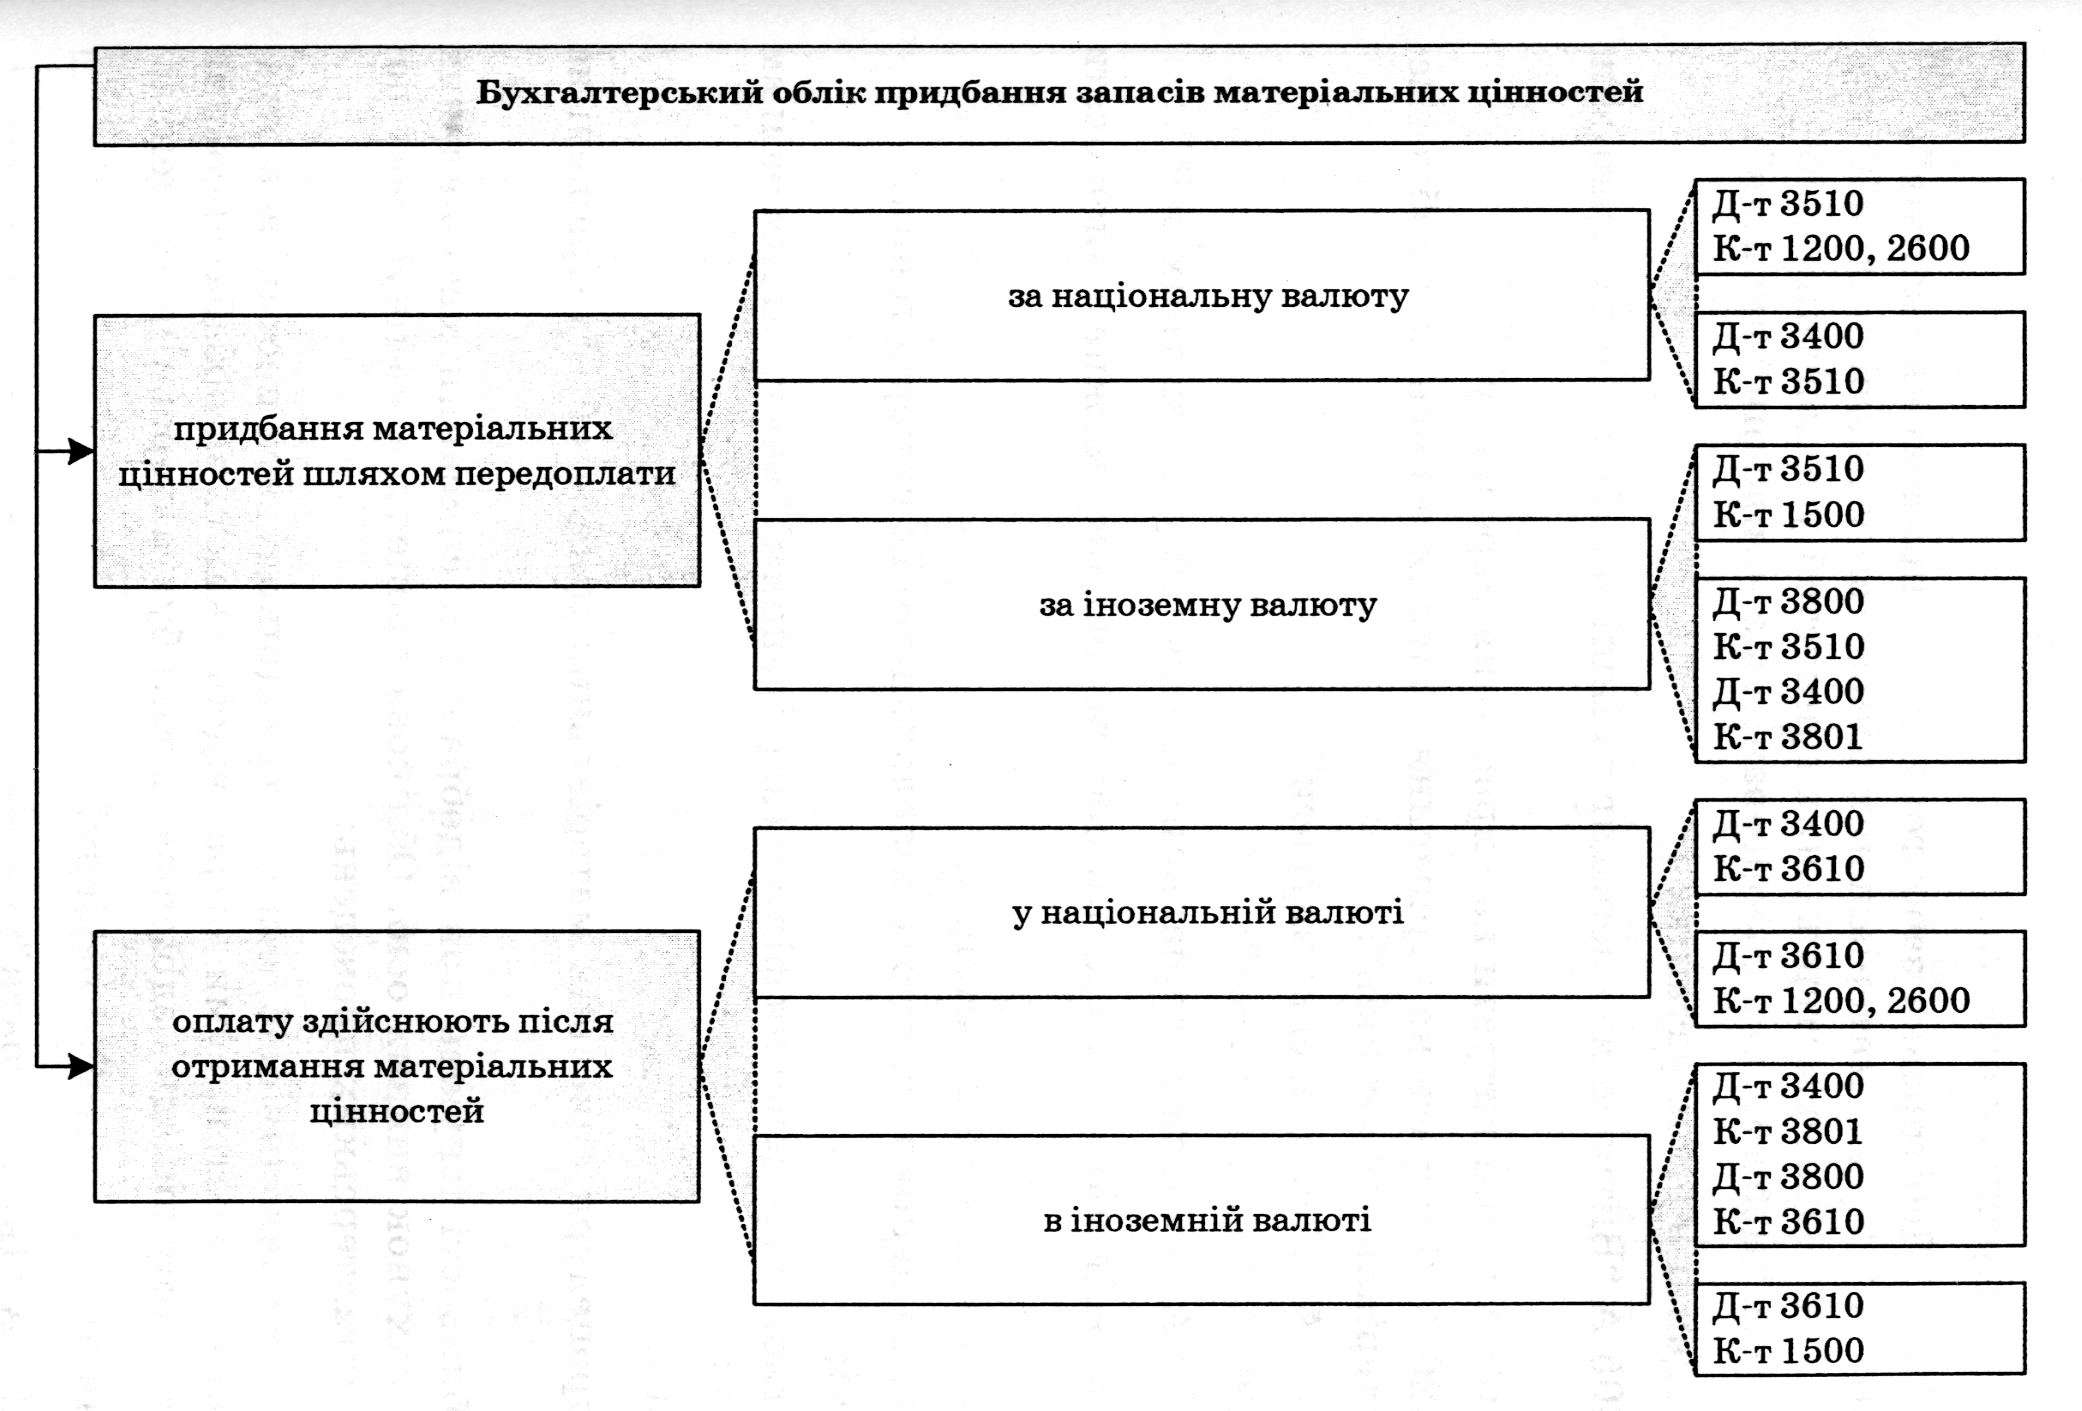 Бухгалтерський облік придбання запасів матеріальних цінностей
придбання матеріальних
цінностей шляхом передоплати
за національну валюту
Д-т 3510
К-т 1200, 2600
Д-т 3400
К-т 3510
за іноземну валюту
Д-т 3510
К-т 1500
Д-т 3800
К-т 3510
Д-т 3400
К-т 3801
оплату здійснюють після
отримання матеріальних
цінностей
у національній валюті
Д-т 3400
К-т 3610
Д-т 3610
К-т 1200, 2600
в іноземній валюті
Д-т 3400
К-т 3801
Д-т 3800
К-т 3610
Д-т 3610
К-т 1500